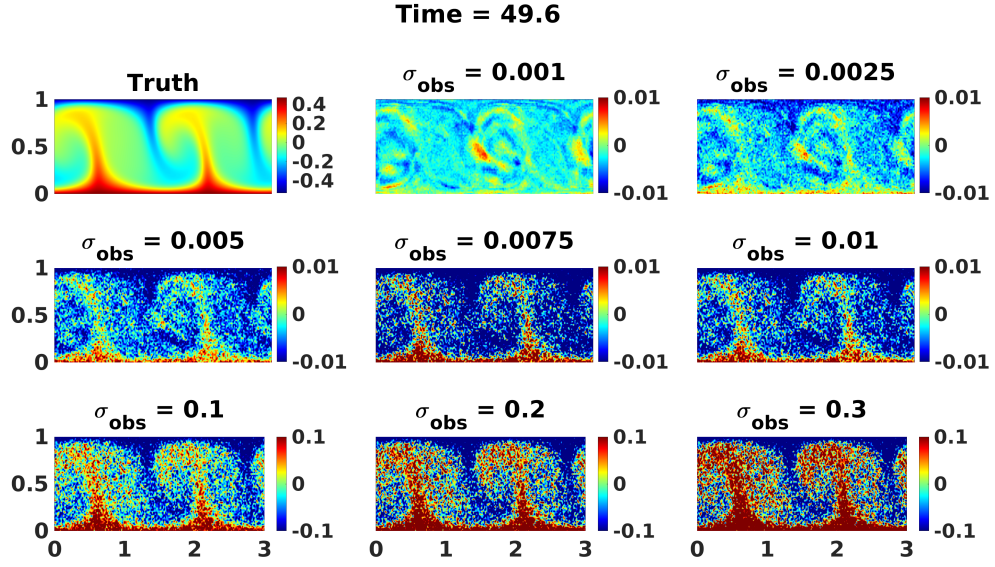 Time = 49.6
Truth
σobs = 0.001
σobs = 0.0025
1
0.5
0
0.4
0.2
0
-0.2
-0.4
0.01
0
-0.01
0.01
0
-0.01
σobs = 0.005
σobs = 0.0075
σobs = 0.01
1
0.5
0
0.01
0
-0.01
0.01
0
-0.01
0.01
0
-0.01
σobs = 0.1
σobs = 0.2
σobs = 0.3
1
0.5
0
0.1
0
-0.1
0.1
0
-0.1
0.1
0
-0.1
0 1 2 3
0 1 2 3
0 1 2 3